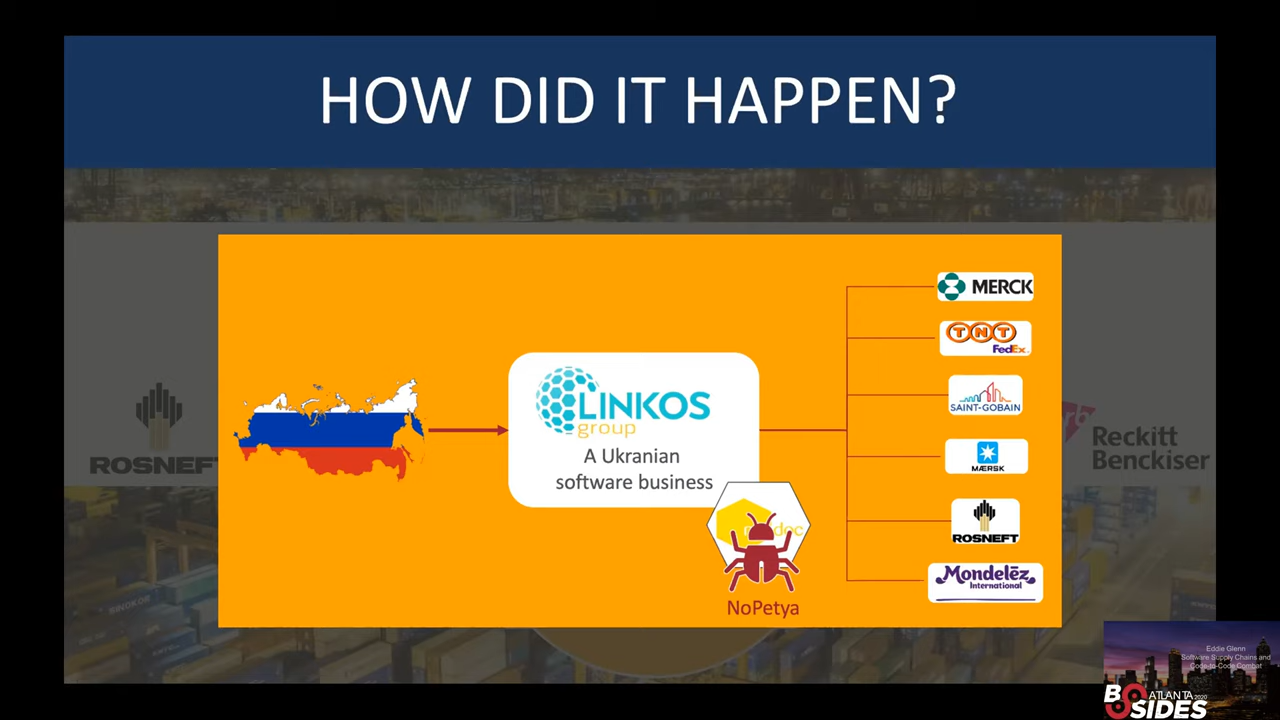 HOW DID IT HAPPEN?
MERCK
TNT
FedEx
LINKOS
group
A Ukranian
software business
SAINT-GOBAIN
MÆRSK
ROSNEFT
Mondelēz
International
doc
NoPetya
ROSNEFT
Reckitt
Benckiser
Eddie Glenn
Software Supply Chains and
Code-to-Code Combat
BSIDES
ATLANTA 2020